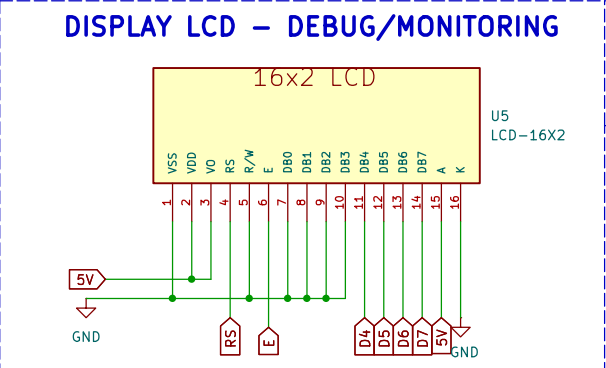 DISPLAY LCD - DEBUG/MONITORING
16x2 LCD
U5
LCD-16X2
VSS VDD VO RS R/W E DB0 DB1 DB2 DB3 DB4 DB5 DB6 DB7 A K
1 2 3 4 5 6 7 8 9 10 11 12 13 14 15 16
5V
GND
RS E D4 D5 D6 D7 5V
GND